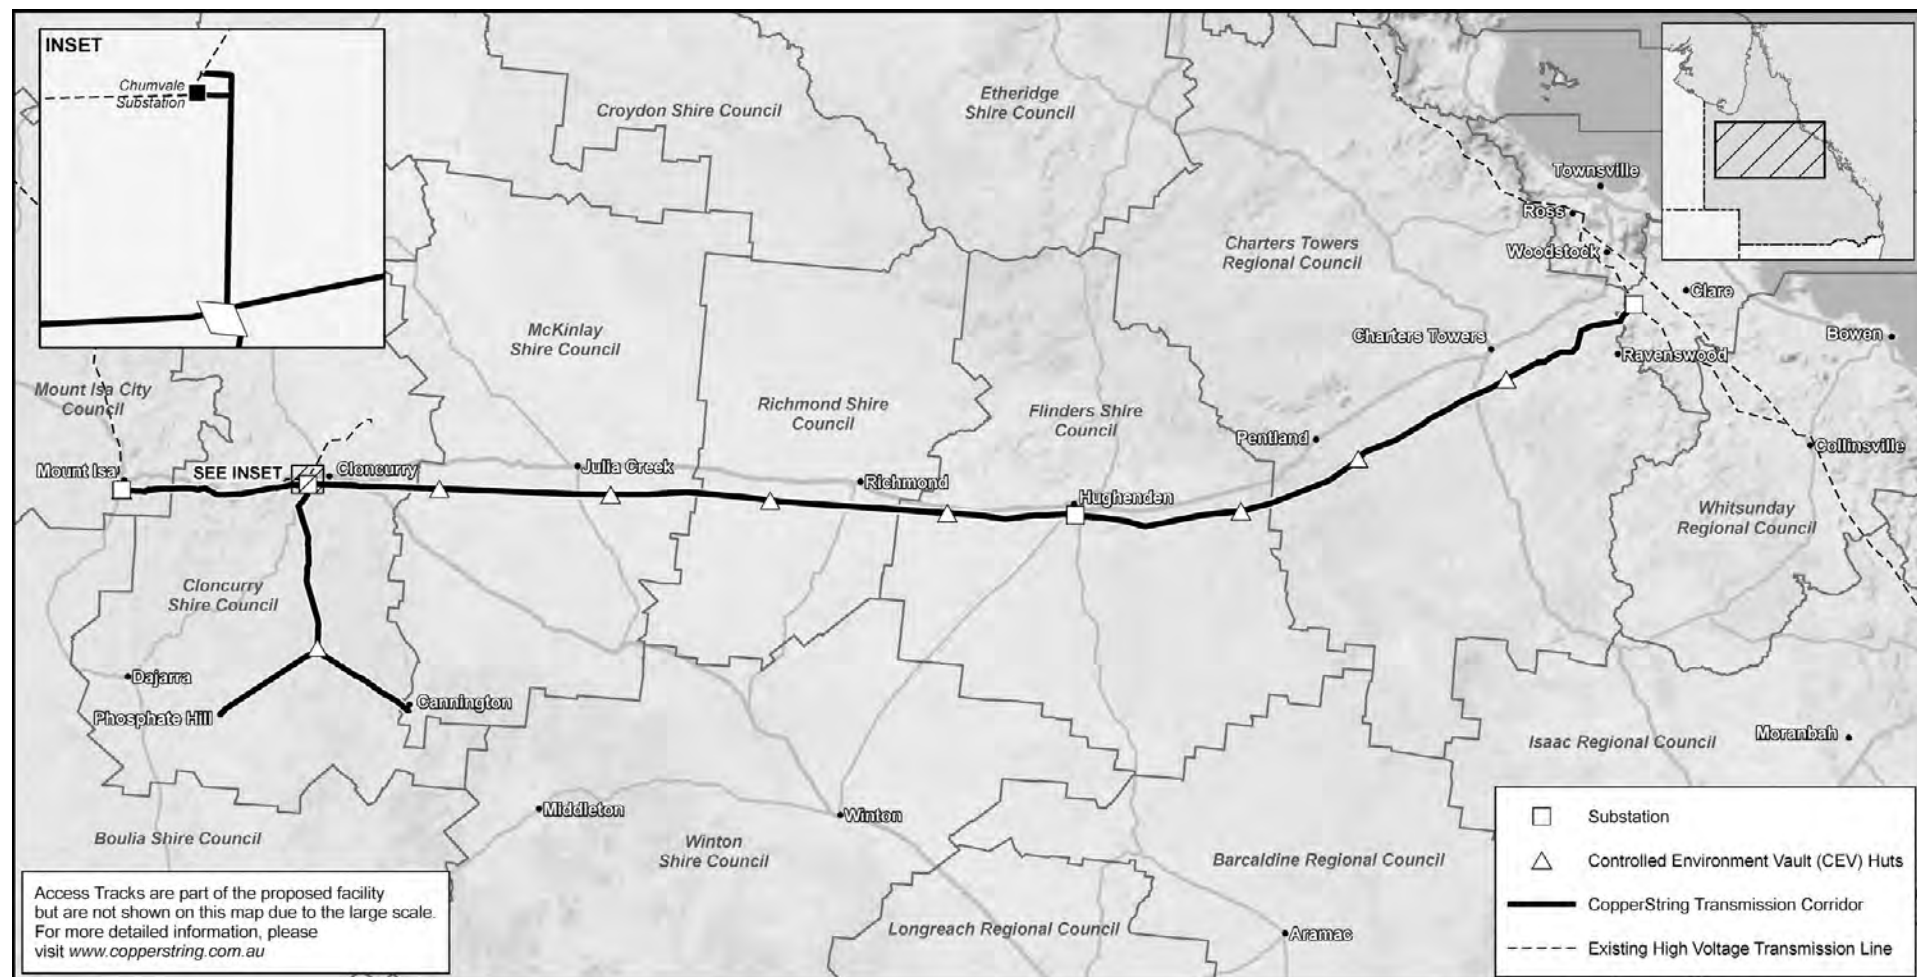 INSET
Chumvale
Substation
Croydon Shire Council
Etheridge
Shire Council
Townsville
Ross
Woodstock
Charters Towers
Regional Council
Clare
McKinlay
Shire Council
Charters Towers
Bowen
Ravenswood
Mount Isa City
Council
Richmond Shire
Council
Flinders Shire
Council
Pentland
Collinsville
Mount Isa
SEE INSET
Cloncurry
Julia Creek
Richmond
Hughenden
Whitsunday
Regional Council
Cloncurry
Shire Council
Dajarra
Cannington
Phosphate Hill
Isaac Regional Council
Moranbah
Middleton
Winton
Boulia Shire Council
Winton
Shire Council
Barcaldine Regional Council
Longreach Regional Council
Aramac
Access Tracks are part of the proposed facility
but are not shown on this map due to the large scale.
For more detailed information, please
visit www.copperstring.com.au
Substation
Controlled Environment Vault (CEV) Huts
CopperString Transmission Corridor
Existing High Voltage Transmission Line